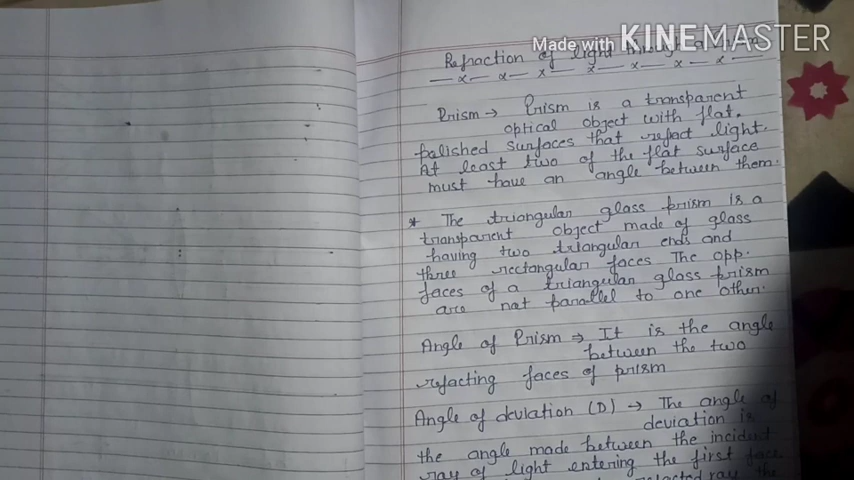 Made with KINEMASTER
Refraction of light through a
Prism → Prism is a transparent
optical object with flat,
polished surfaces that refract light.
At least two of the flat surface
must have an angle between them.
* The triangular glass prism is a
transparent object made of glass
having two triangular ends and
three rectangular faces The opp.
faces of a triangular glass prism
are not parallel to one other.
Angle of Prism ⇒ It is the angle
between the two
refacting faces of prism
Angle of deviation (D) → The angle of
deviation is
the angle made between the incident
ray of light entering the first face
ray the